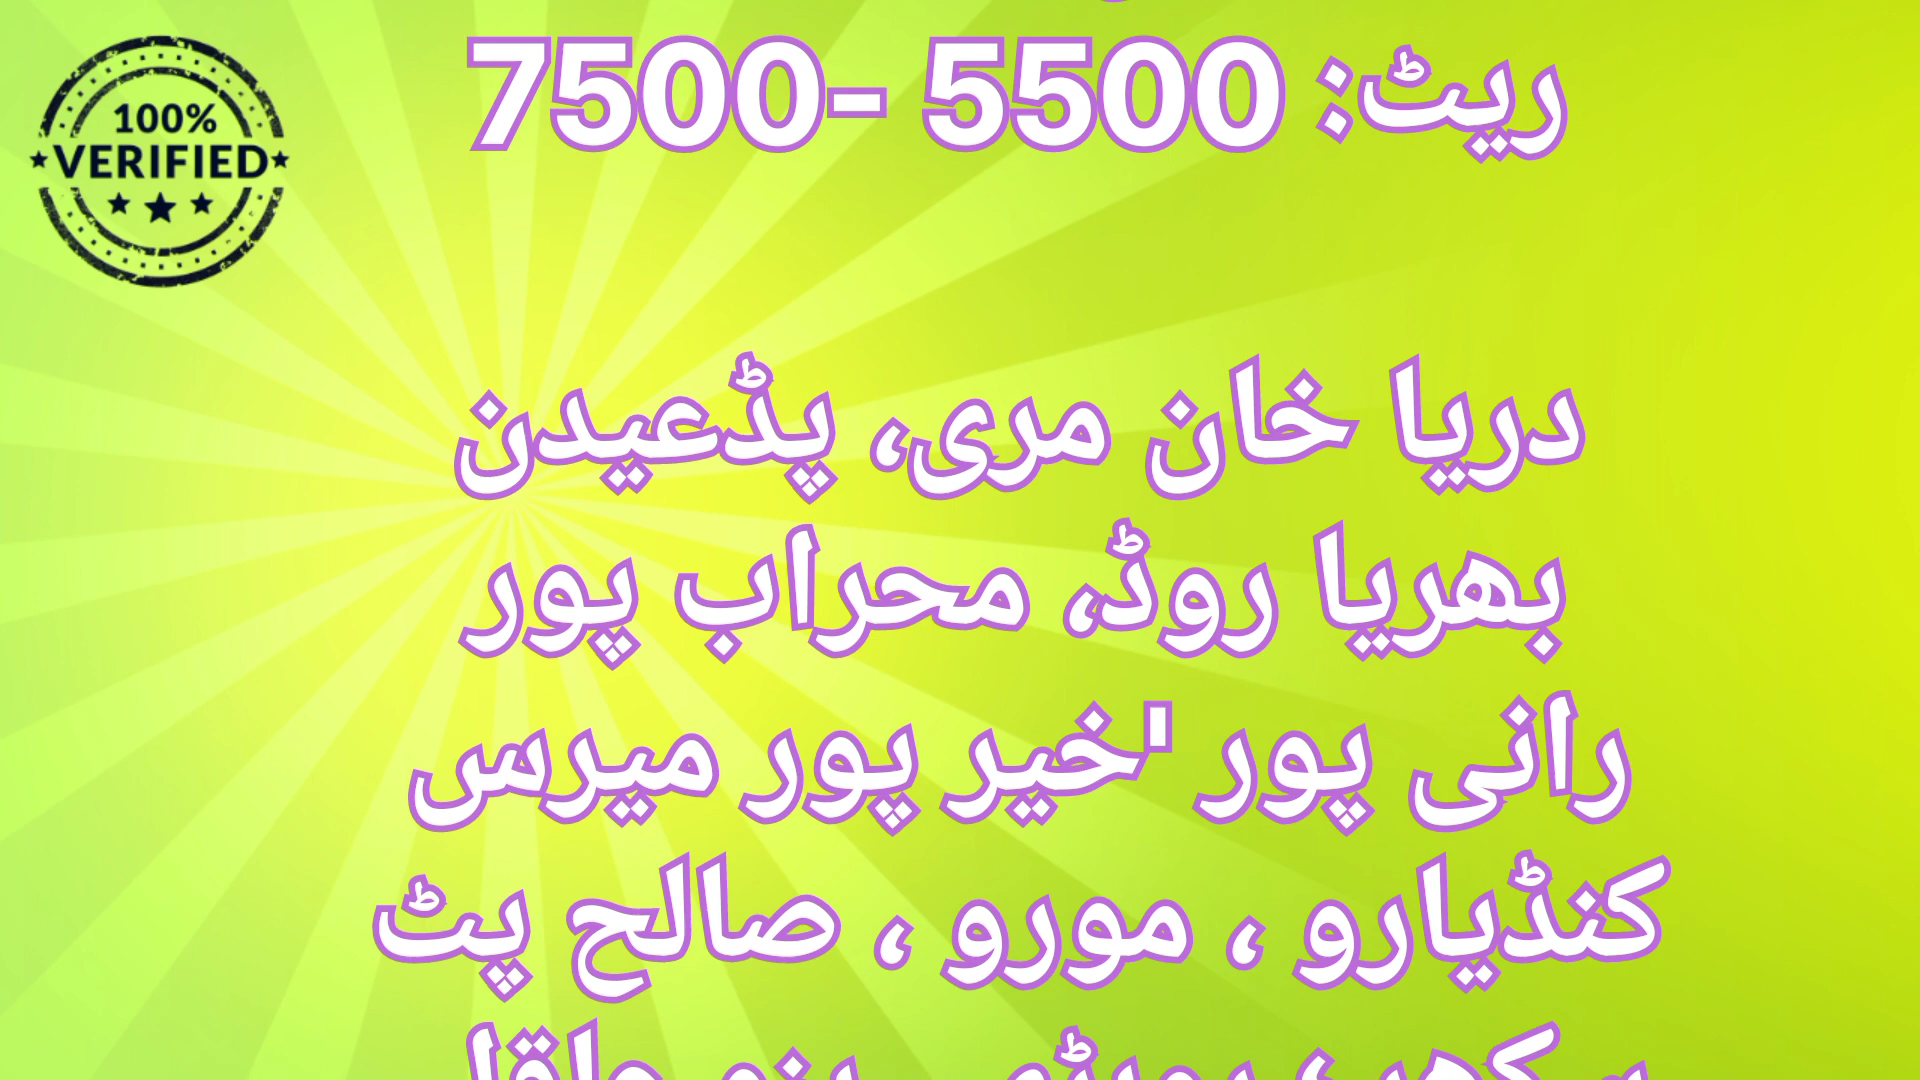 100%
VERIFIED
ریٹ: 5500 -7500
دریا خان مری، پڈعیدن
بھریا روڈ، محراب پور
رانی پور 'خیر پور میرس
کنڈیارو ، مورو ، صالح پٹ